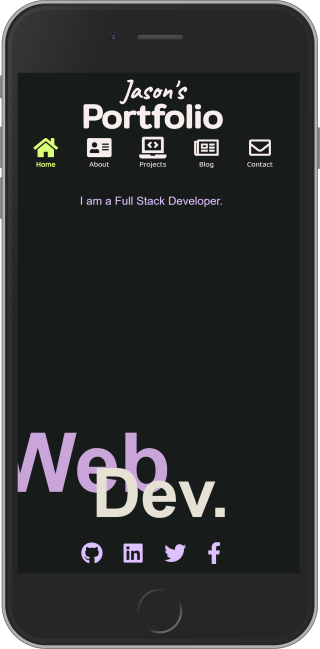 Jason's
Portfolio
Home About Projects Blog Contact
I am a Full Stack Developer.
Web
Dev.